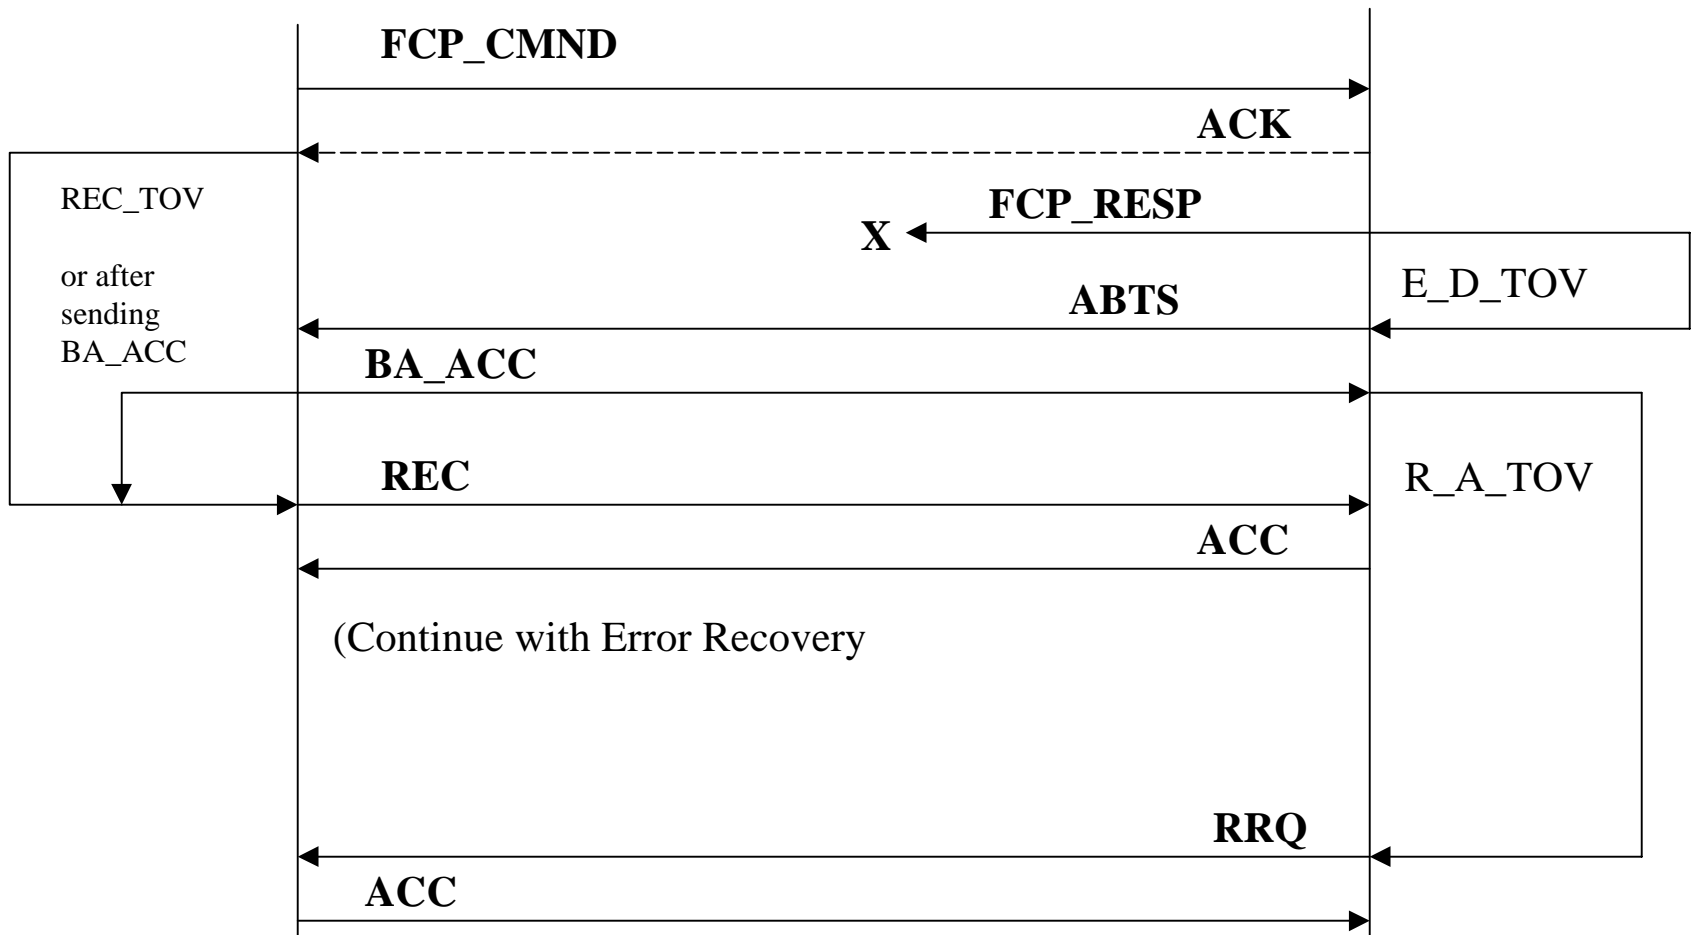 FCP_CMND
ACK
REC_TOV
FCP_RESP
X
or after
sending
BA_ACC
E_D_TOV
ABTS
BA_ACC
REC
R_A_TOV
ACC
(Continue with Error Recovery
RRQ
ACC